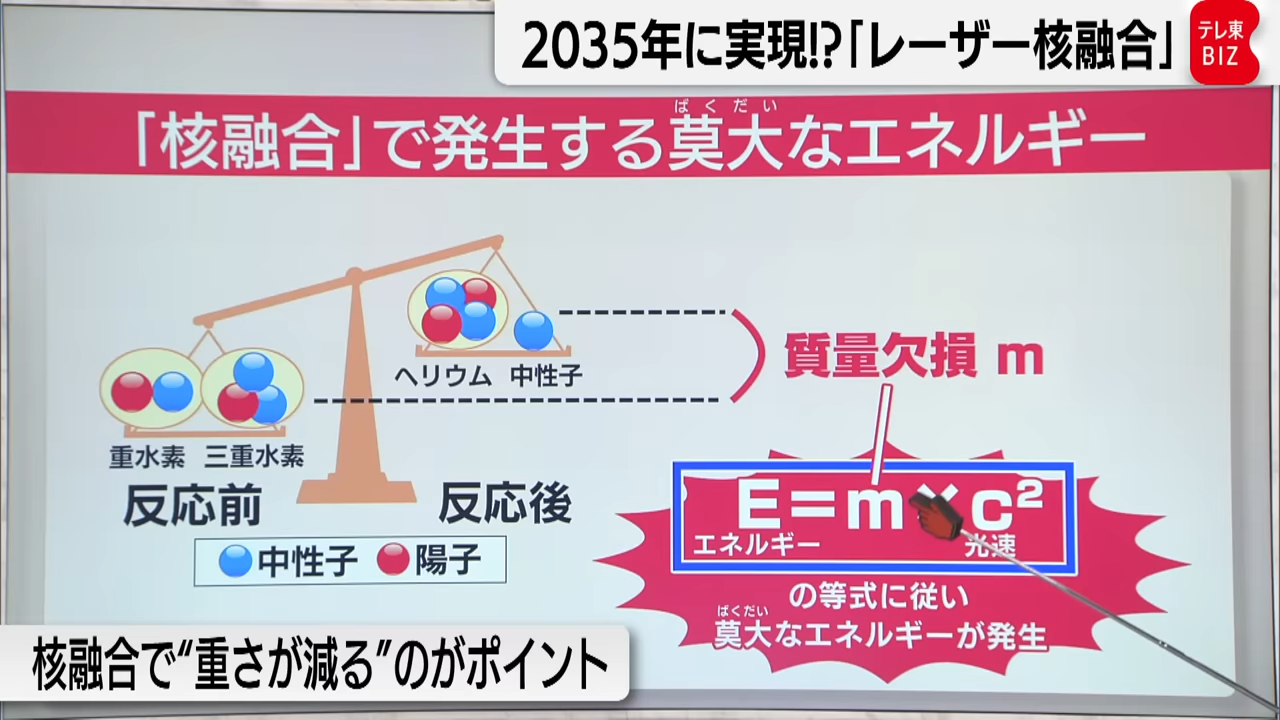 2035年に実現!?「レーザー核融合」
テレ東
BIZ
ばくだい
「核融合」で発生する莫大なエネルギー
ヘリウム 中性子
質量欠損 m
重水素 三重水素
反応前 反応後
中性子 陽子
E=m×c²
エネルギー 光速
の等式に従い
ばくだい
莫大なエネルギーが発生
核融合で“重さが減る”のがポイント